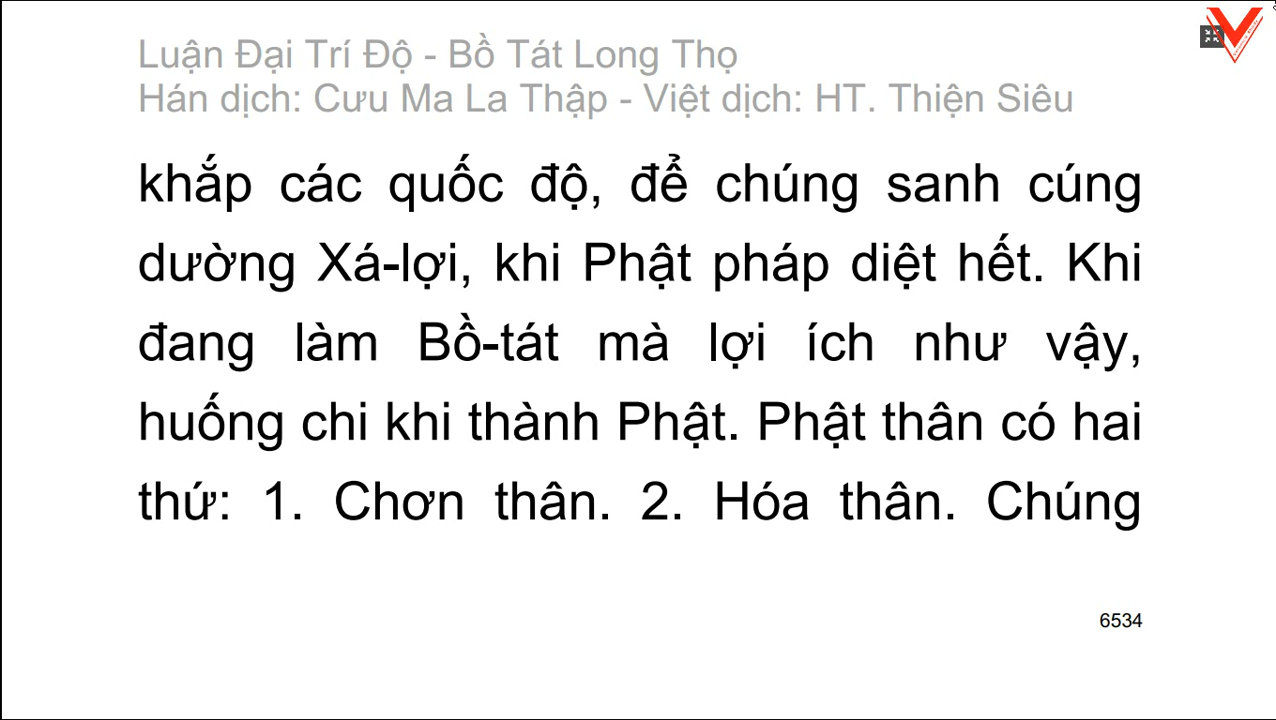 Luận Đại Trí Độ - Bồ Tát Long Thọ
Hán dịch: Cưu Ma La Thập - Việt dịch: HT. Thiện Siêu
khắp các quốc độ, để chúng sanh cúng
dường Xá-lợi, khi Phật pháp diệt hết. Khi
đang làm Bồ-tát mà lợi ích như vậy,
huống chi khi thành Phật. Phật thân có hai
thứ: 1. Chơn thân. 2. Hóa thân. Chúng
6534